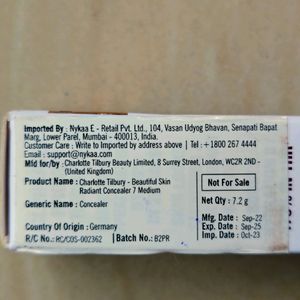 Imported By : Nykaa E - Retail Pvt. Ltd., 104, Vasan Udyog Bhavan, Senapati Bapat
Marg, Lower Parel, Mumbai - 400013, India.
Customer Care : Write to Imported by address above | Tel : +1800 267 4444
Email : support@nykaa.com
Mfd for/by : Charlotte Tilbury Beauty Limited, 8 Surrey Street, London, WC2R 2ND -
(United Kingdom)
Product Name : Charlotte Tilbury - Beautiful Skin
Radiant Concealer 7 Medium
Not For Sale
Generic Name : Concealer
Net Qty : 7.2 g
Mfg. Date : Sep-22
Exp. Date : Sep-25
Imp. Date : Oct-23
Country Of Origin : Germany
R/C No. : RC/COS-002362
Batch No. : B2PR